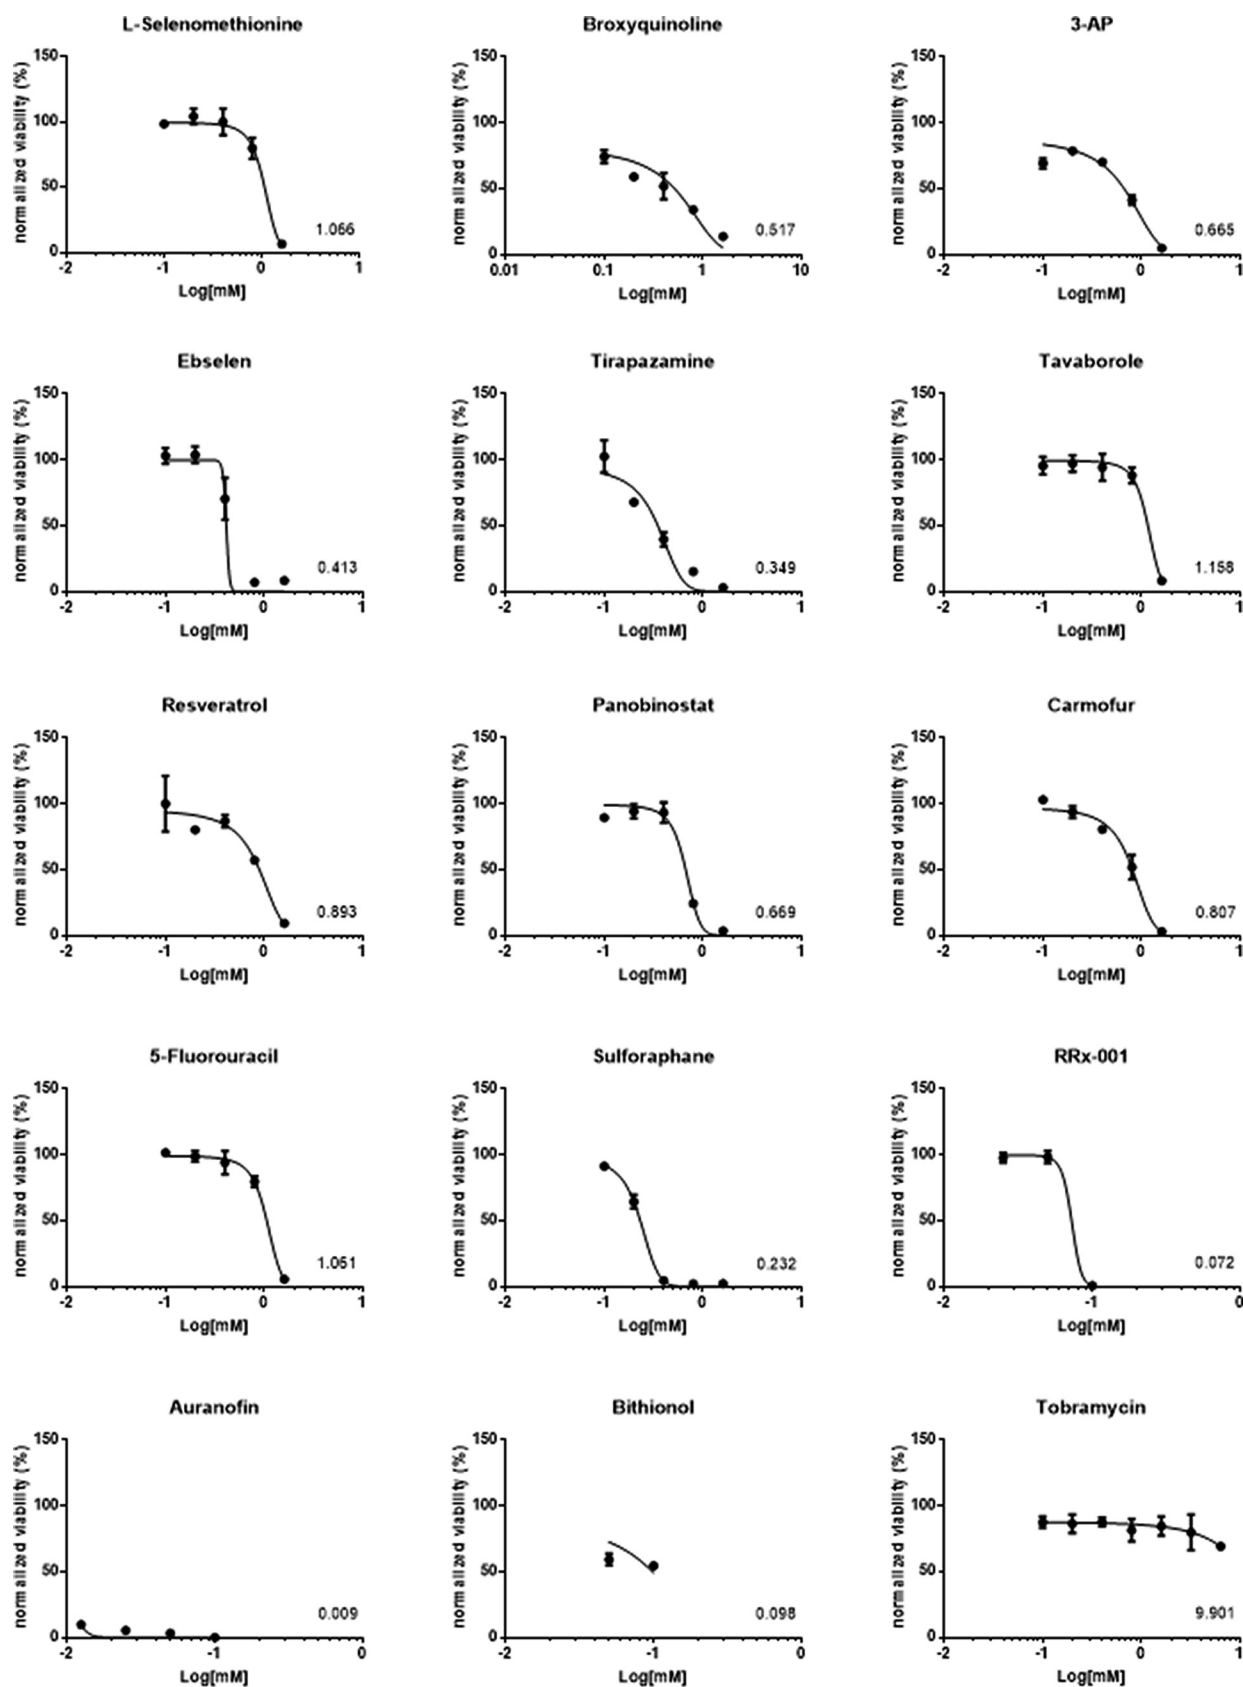 L-Selenomethionine
normalized viability (%)
150
100
50
0
1.066
-2
-1
0
1
Log[mM]
Broxyquinoline
normalized viability (%)
150
100
50
0
0.517
0.01
0.1
1
10
Log[mM]
3-AP
normalized viability (%)
150
100
50
0
0.665
-2
-1
0
1
Log[mM]
Ebselen
normalized viability (%)
150
100
50
0
0.413
-2
-1
0
1
Log[mM]
Tirapazamine
normalized viability (%)
150
100
50
0
0.349
-2
-1
0
1
Log[mM]
Tavaborole
normalized viability (%)
150
100
50
0
1.158
-2
-1
0
1
Log[mM]
Resveratrol
normalized viability (%)
150
100
50
0
0.893
-2
-1
0
1
Log[mM]
Panobinostat
normalized viability (%)
150
100
50
0
0.669
-2
-1
0
1
Log[mM]
Carmofur
normalized viability (%)
150
100
50
0
0.807
-2
-1
0
1
Log[mM]
5-Fluorouracil
normalized viability (%)
150
100
50
0
1.061
-2
-1
0
1
Log[mM]
Sulforaphane
normalized viability (%)
150
100
50
0
0.232
-2
-1
0
1
Log[mM]
RRx-001
normalized viability (%)
150
100
50
0
0.072
-2
-1
0
Log[mM]
Auranofin
normalized viability (%)
150
100
50
0
0.009
-2
-1
0
Log[mM]
Bithionol
normalized viability (%)
150
100
50
0
0.098
-2
-1
0
Log[mM]
Tobramycin
normalized viability (%)
150
100
50
0
9.901
-2
-1
0
1
Log[mM]